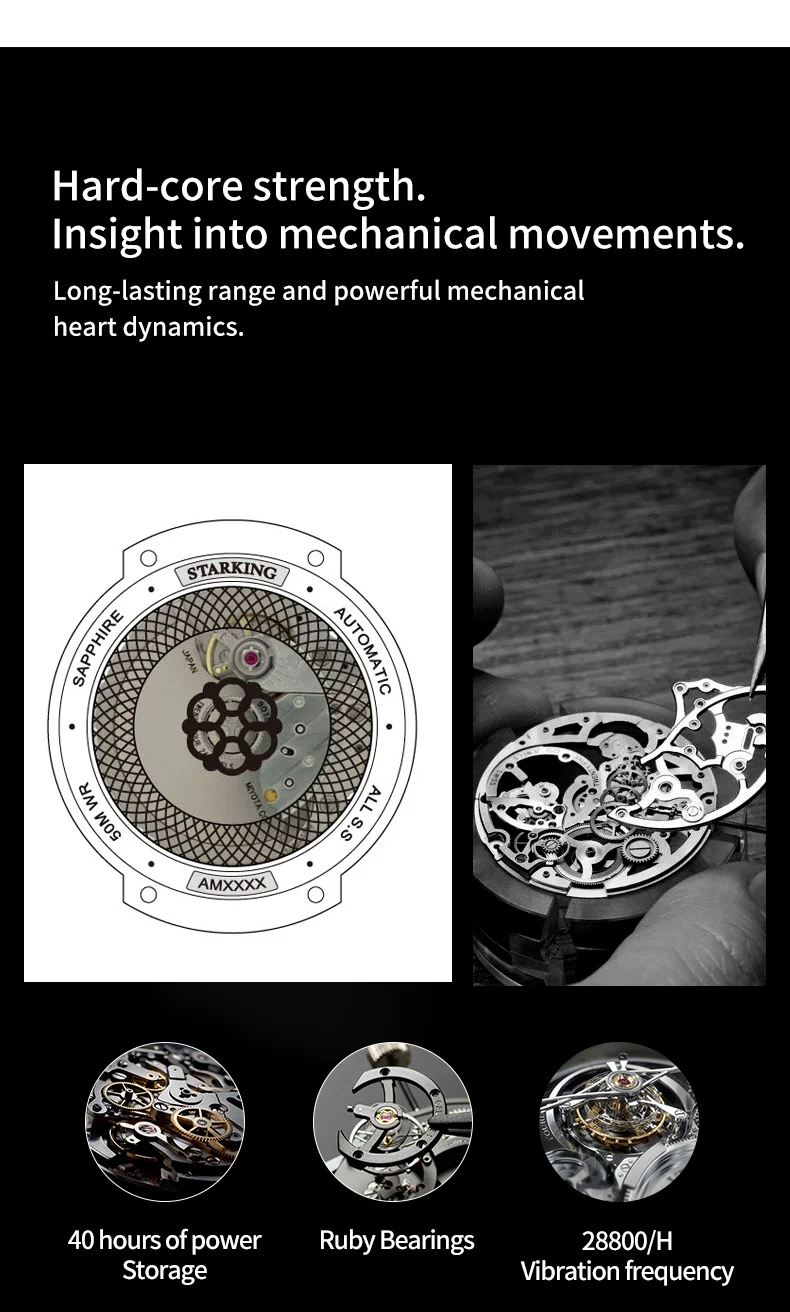 Hard-core strength.
Insight into mechanical movements.
Long-lasting range and powerful mechanical
heart dynamics.
STARKING
SAPPHIRE
AUTOMATIC
JAPAN
MIYOTA CO
50M WR
ALL S.S
AMXXXX
40 hours of power
Storage
Ruby Bearings
28800/H
Vibration frequency